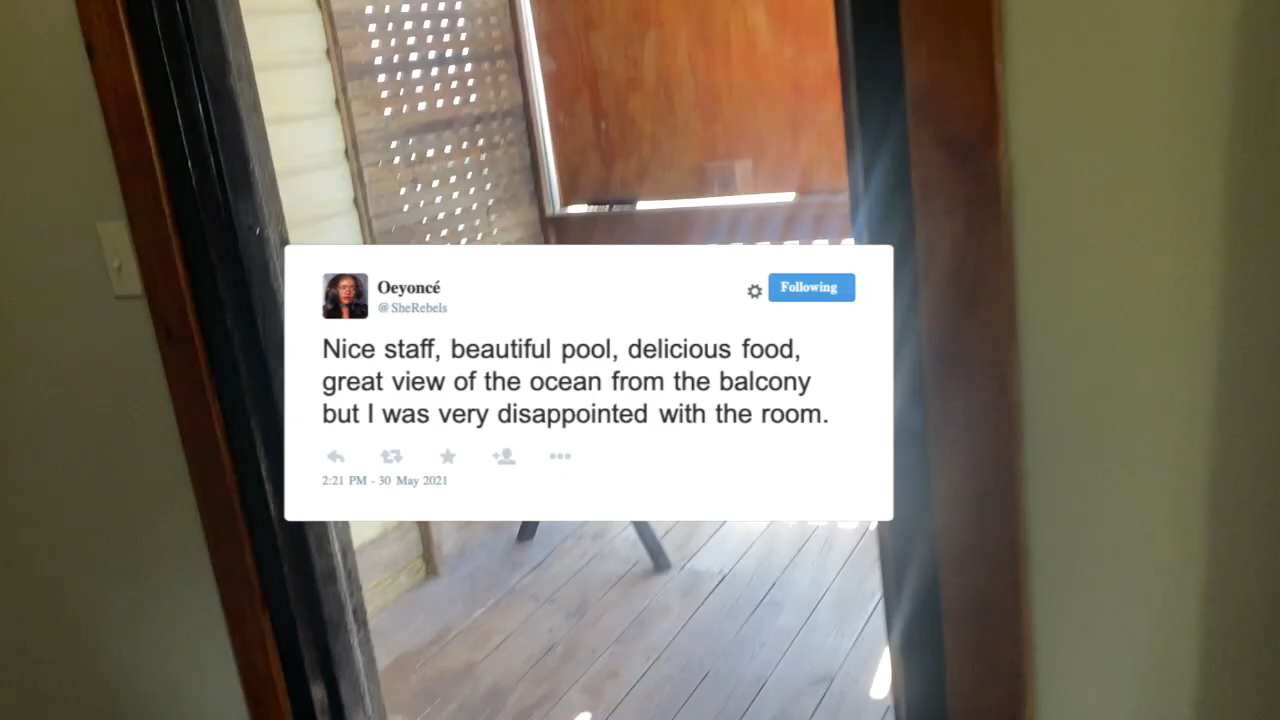 Oeyoncé
@SheRebels
Following
Nice staff, beautiful pool, delicious food,
great view of the ocean from the balcony
but I was very disappointed with the room.
2:21 PM - 30 May 2021